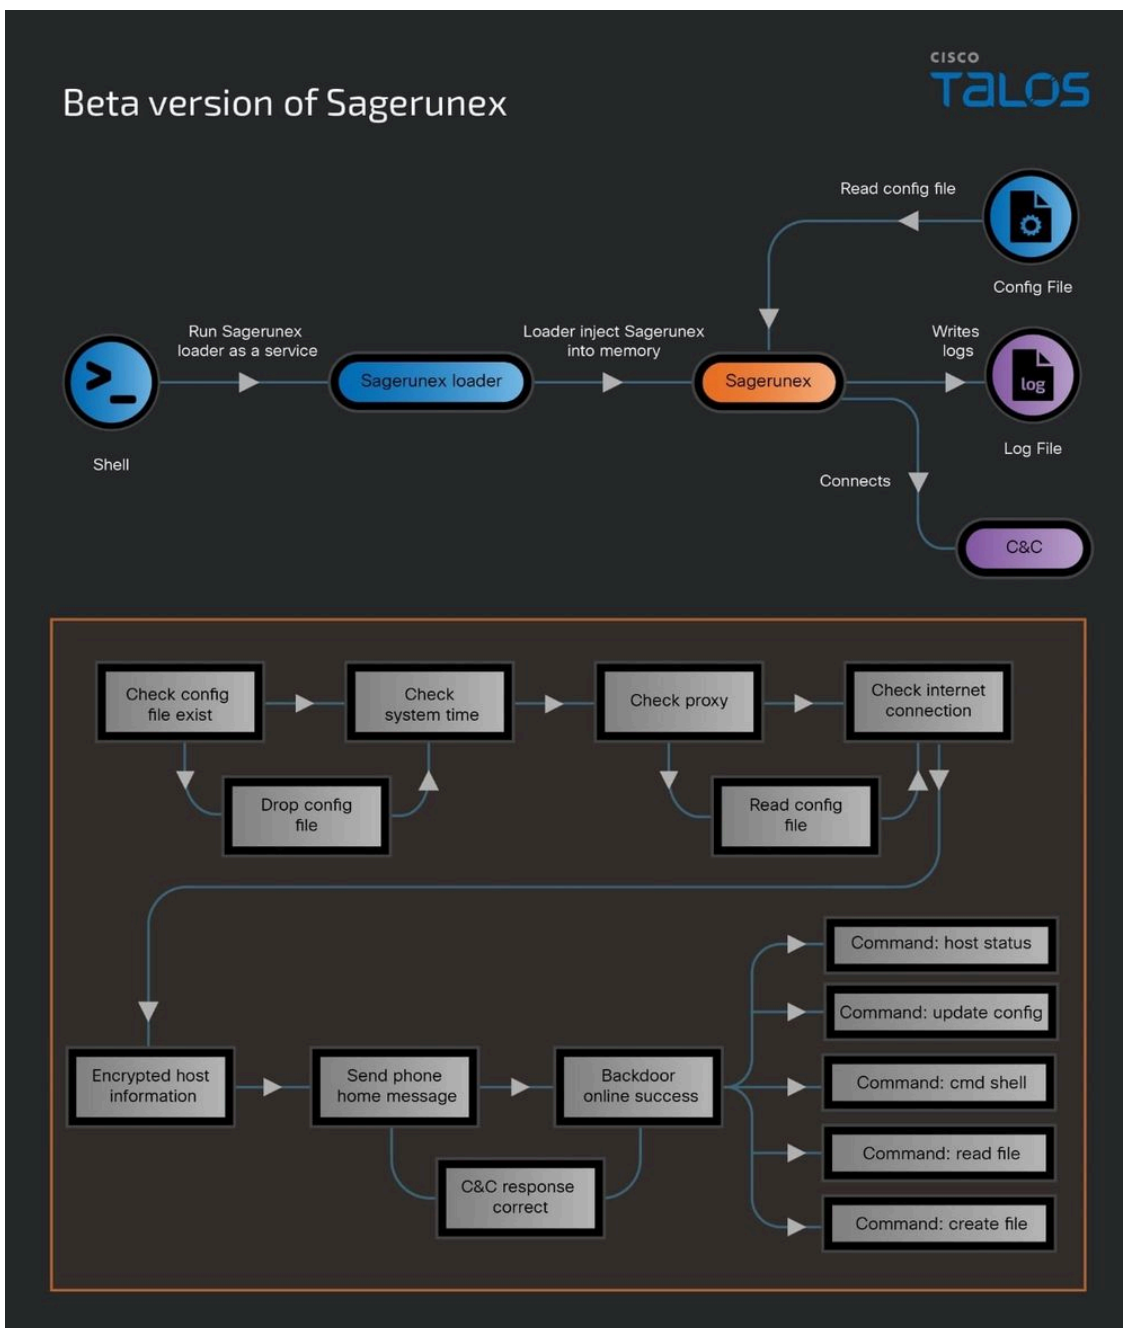 CISCO
TALOS
Beta version of Sagerunex
Read config file
Config File
Run Sagerunex
loader as a service
Loader inject Sagerunex
into memory
Writes
logs
>_
Sagerunex loader
Sagerunex
log
Shell
Log File
Connects
C&C
Check config
file exist
Check
system time
Check proxy
Check internet
connection
Drop config
file
Read config
file
Command: host status
Command: update config
Encrypted host
information
Send phone
home message
Backdoor
online success
Command: cmd shell
Command: read file
C&C response
correct
Command: create file